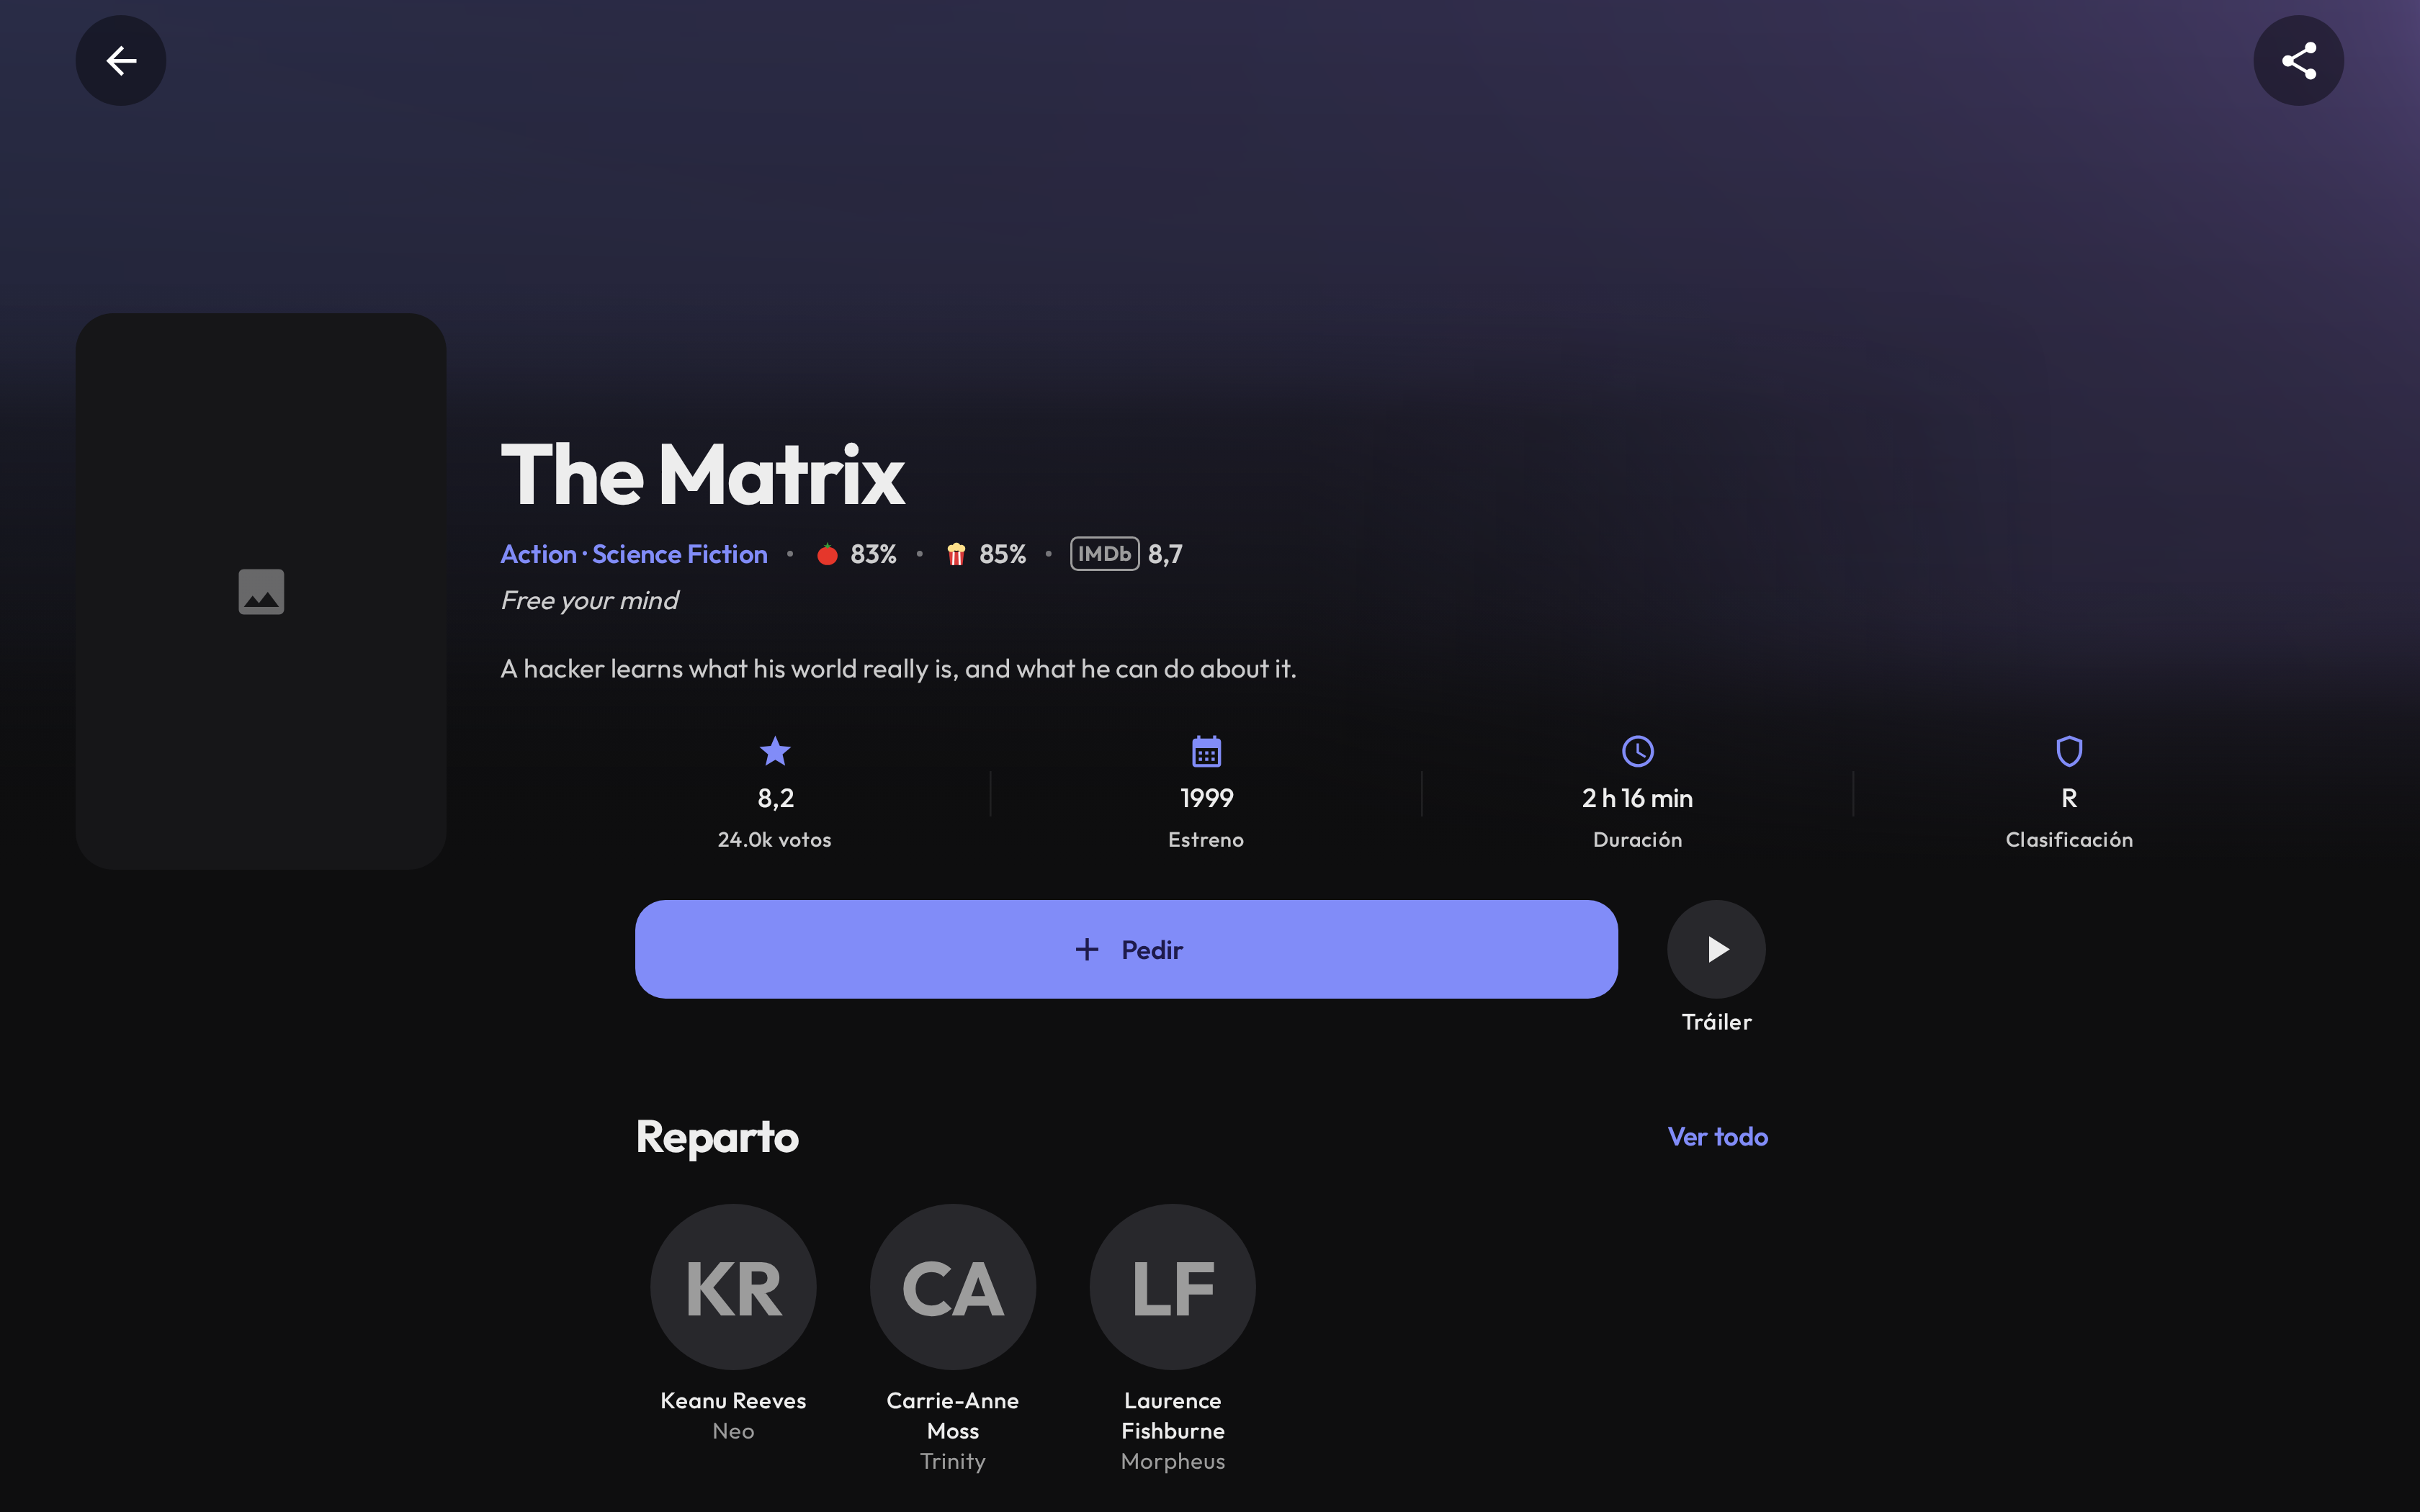 The Matrix
Action · Science Fiction • 83% • 85% • IMDb 8,7
Free your mind
A hacker learns what his world really is, and what he can do about it.
8,2
24.0k votos
1999
Estreno
2 h 16 min
Duración
R
Clasificación
Pedir
Tráiler
Reparto
Ver todo
KR
Keanu Reeves
Neo
CA
Carrie-Anne
Moss
Trinity
LF
Laurence
Fishburne
Morpheus